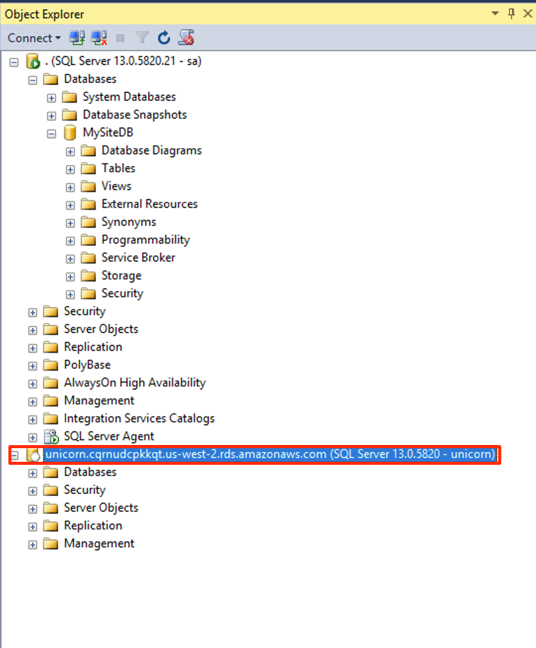 Object Explorer
Connect
. (SQL Server 13.0.5820.21 - sa)
Databases
System Databases
Database Snapshots
MySiteDB
Database Diagrams
Tables
Views
External Resources
Synonyms
Programmability
Service Broker
Storage
Security
Security
Server Objects
Replication
PolyBase
AlwaysOn High Availability
Management
Integration Services Catalogs
SQL Server Agent
unicorn.cqrnudcpkkqt.us-west-2.rds.amazonaws.com (SQL Server 13.0.5820 - unicorn)
Databases
Security
Server Objects
Replication
Management